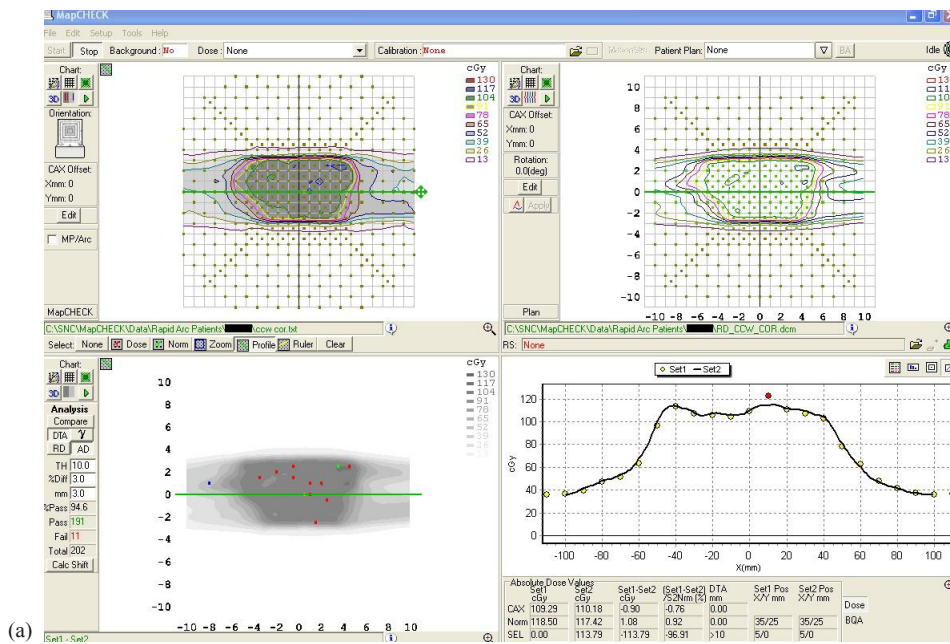 MapCHECK
File Edit Setup Tools Help
Start Stop Background: No Dose: None Calibration: None Patient Plan: None BA Idle
Chart:
3D
Orientation:
CAX Offset:
Xmm: 0
Ymm: 0
Edit
MP/Arc
MapCHECK
cGy
130
117
104
91
78
65
52
39
26
13
C:\SNC\MapCHECK\Data\Rapid Arc Patients\ ccw cor.txt
Chart:
3D
CAX Offset:
Xmm: 0
Ymm: 0
Rotation:
0.0(deg)
Edit
Apply
Plan
10
8
6
4
2
0
-2
-4
-6
-8
-10
-10 -8 -6 -4 -2 0 2 4 6 8 10
cGy
C:\SNC\MapCHECK\Data\Rapid Arc Patients\ RD_CCW_COR.dcm
RS: None
Select: None Dose Norm Zoom Profile Ruler Clear
Chart:
3D
Analysis
Compare
DTA γ
RD AD
TH 10.0
%Diff 3.0
mm 3.0
%Pass 94.6
Pass 191
Fail 11
Total 202
Calc Shift
10
8
6
4
2
0
-2
-4
-6
-8
-10
-10 -8 -6 -4 -2 0 2 4 6 8 10
cGy
130
117
104
91
78
65
52
39
Set1 - Set2
Set1 Set2
cGy
120
100
80
60
40
20
0
-100 -80 -60 -40 -20 0 20 40 60 80 100
X(mm)
Absolute Dose Values
Set1 Set2 Set1-Set2 (Set1-Set2) DTA Set1 Pos Set2 Pos
cGy cGy cGy /S2Nrm (%) mm X/Y mm X/Y mm
CAX 109.29 110.18 -0.90 -0.76 0.00
Norm 118.50 117.42 1.08 0.92 0.00 35/25 35/25
SEL 0.00 113.79 -113.79 -96.91 >10 5/0 5/0
Dose
BQA
(a)